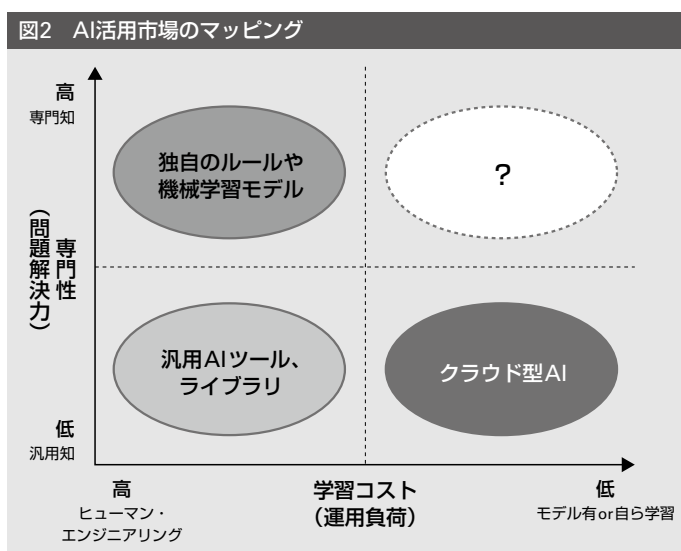 図2　AI活用市場のマッピング
高
専門知
独自のルールや
機械学習モデル
?
専門性
(問題解決力)
汎用AIツール、
ライブラリ
クラウド型AI
低
汎用知
高
ヒューマン・
エンジニアリング
学習コスト
(運用負荷)
低
モデル有or自ら学習